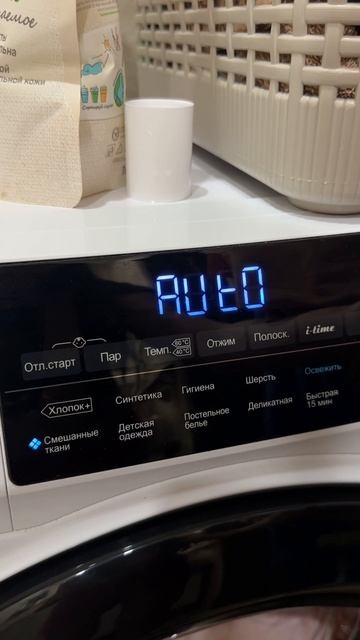 AUtO
Отл.старт
Пар
Темп.
60°C
40°C
Отжим
Полоск.
i-time
Хлопок+
Синтетика
Гигиена
Шерсть
Освежить
Смешанные
ткани
Детская
одежда
Постельное
белье
Деликатная
Быстрая
15 мин